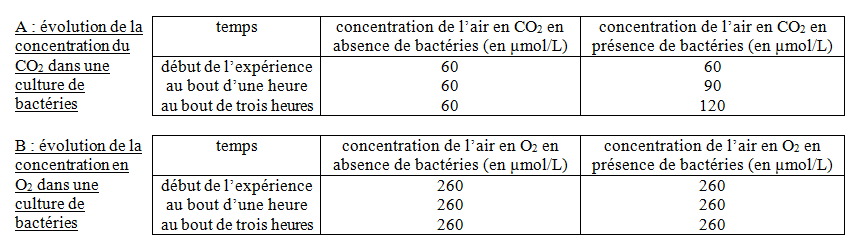 A : évolution de la
concentration du
CO₂ dans une
culture de
bactéries
temps
concentration de l’air en CO₂ en
absence de bactéries (en µmol/L)
concentration de l’air en CO₂ en
présence de bactéries (en µmol/L)
début de l’expérience 60 60
au bout d’une heure 60 90
au bout de trois heures 60 120
B : évolution de la
concentration en
O₂ dans une
culture de
bactéries
temps
concentration de l’air en O₂ en
absence de bactéries (en µmol/L)
concentration de l’air en O₂ en
présence de bactéries (en µmol/L)
début de l’expérience 260 260
au bout d’une heure 260 260
au bout de trois heures 260 260